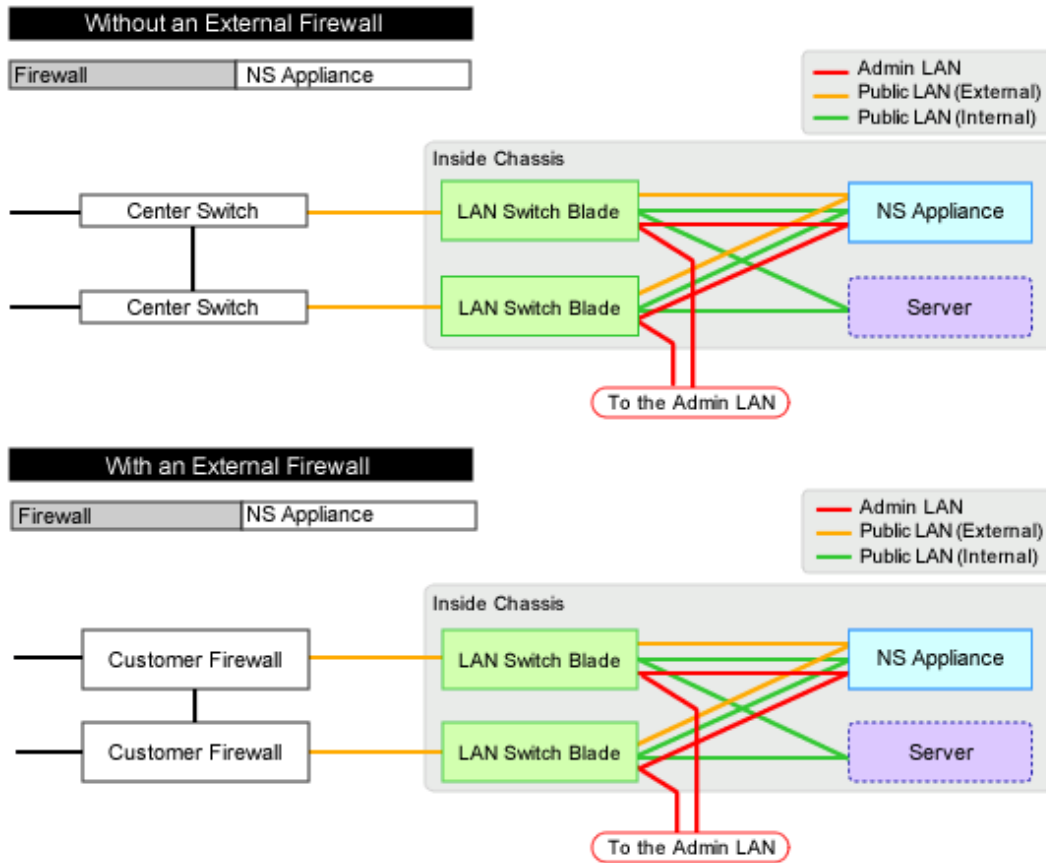 Without an External Firewall
Firewall NS Appliance
Admin LAN
Public LAN (External)
Public LAN (Internal)
Inside Chassis
Center Switch
LAN Switch Blade
NS Appliance
Center Switch
LAN Switch Blade
Server
To the Admin LAN
With an External Firewall
Firewall NS Appliance
Admin LAN
Public LAN (External)
Public LAN (Internal)
Inside Chassis
Customer Firewall
LAN Switch Blade
NS Appliance
Customer Firewall
LAN Switch Blade
Server
To the Admin LAN